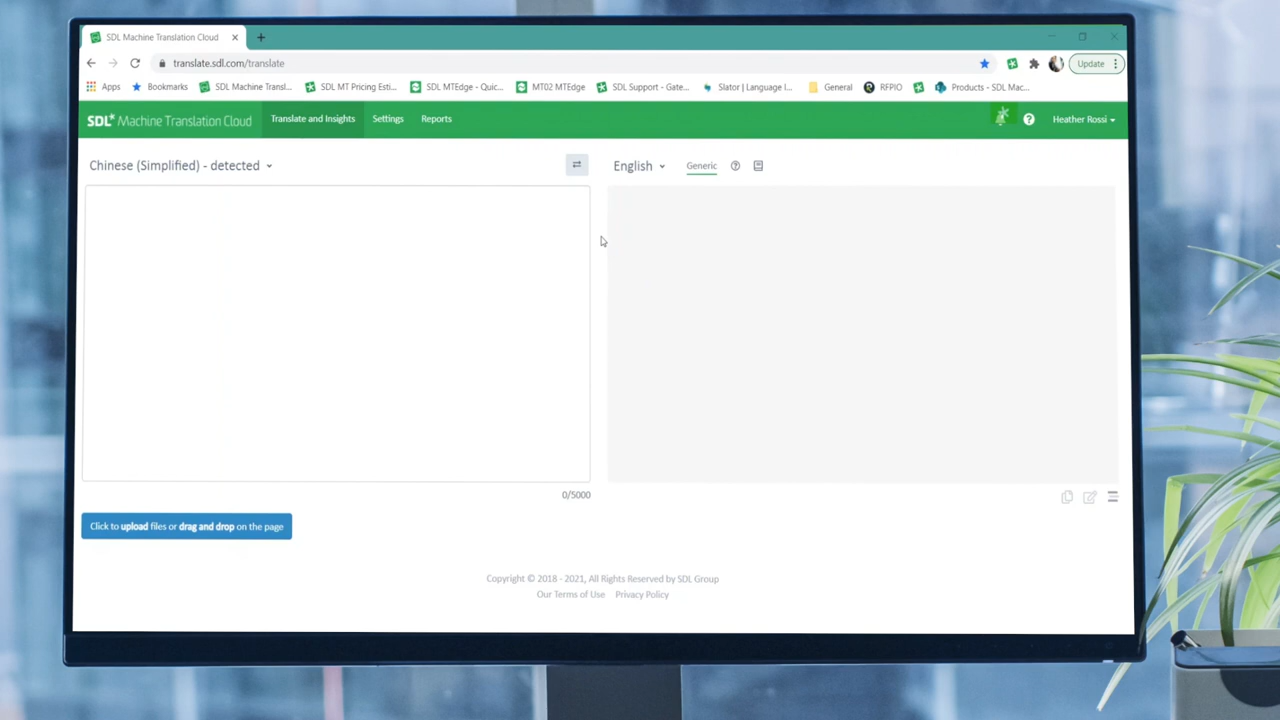 SDL Machine Translation Cloud
translate.sdl.com/translate
Update
Apps Bookmarks SDL Machine Transl... SDL MT Pricing Esti... SDL MTEdge - Quic... MT02 MTEdge SDL Support - Gate... Slator | Language I... General RFPIO Products - SDL Mac...
SDL* Machine Translation Cloud Translate and Insights Settings Reports Heather Rossi
Chinese (Simplified) - detected English Generic
0/5000
Click to upload files or drag and drop on the page
Copyright © 2018 - 2021, All Rights Reserved by SDL Group
Our Terms of Use Privacy Policy